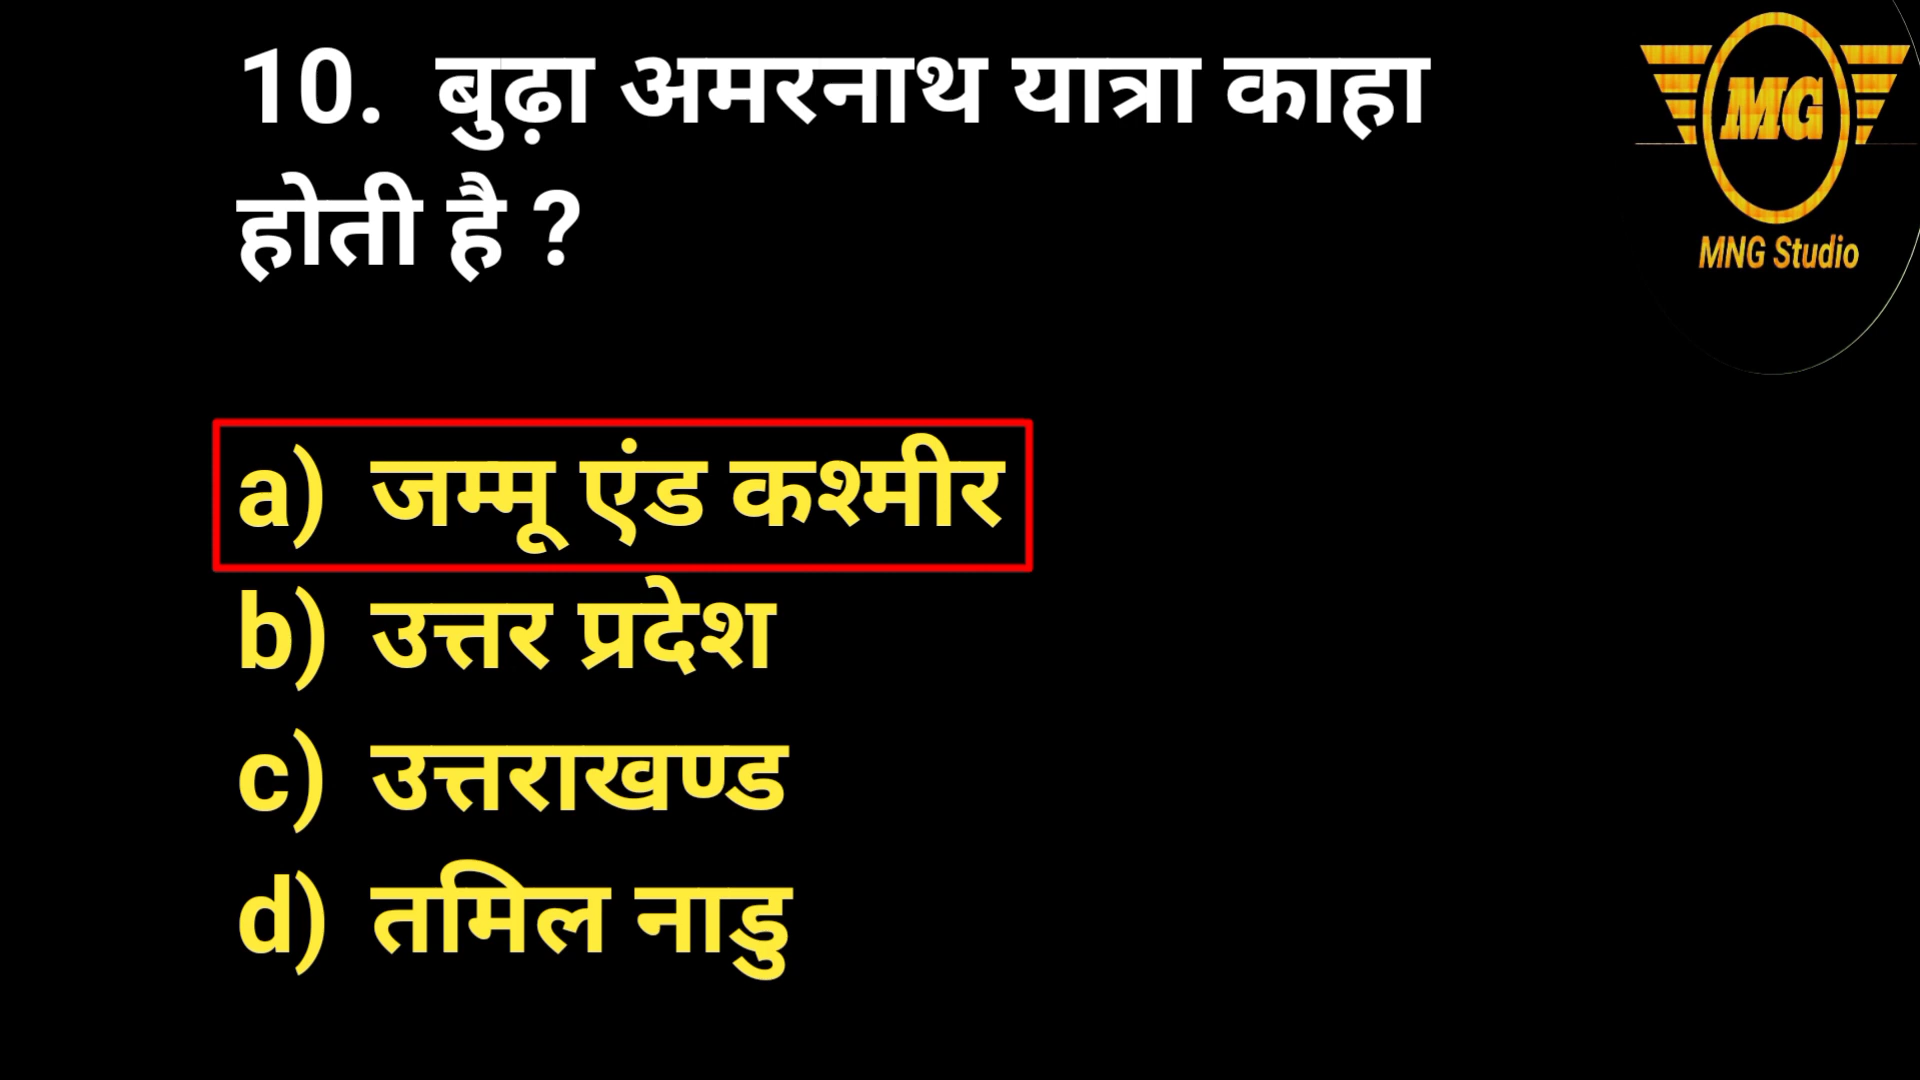 10. बुढ़ा अमरनाथ यात्रा काहा
होती है ?
a) जम्मू एंड कश्मीर
b) उत्तर प्रदेश
c) उत्तराखण्ड
d) तमिल नाडु
MG
MNG Studio